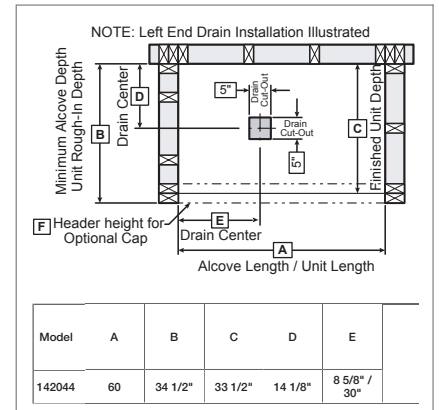 NOTE: Left End Drain Installation Illustrated
Minimum Alcove Depth
Unit Rough-In Depth
B
Drain Center
D
5"
Drain
Cut-Out
Drain
Cut-Out
5"
C
Finished Unit Depth
F Header height for
Optional Cap
E
Drain Center
A
Alcove Length / Unit Length
Model A B C D E
142044 60 34 1/2" 33 1/2" 14 1/8" 8 5/8" /
30"